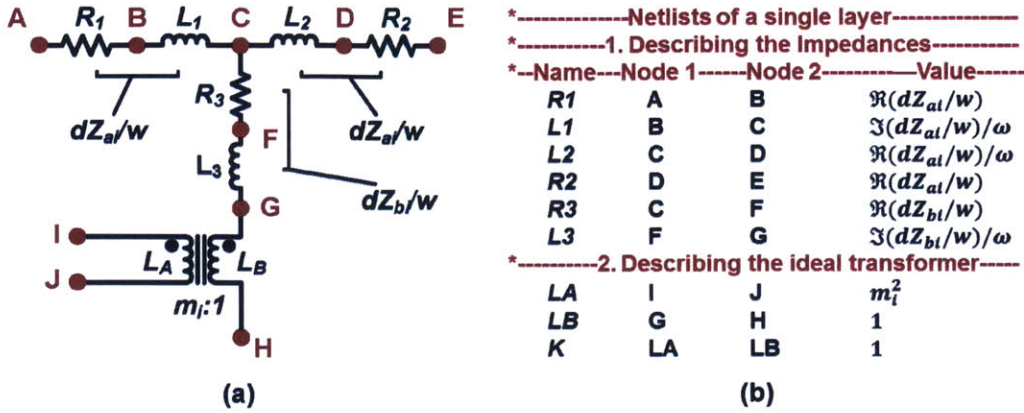 A R₁ B L₁ C L₂ D R₂ E
dZₐᵢ/w R₃ dZₐᵢ/w
F
L₃
dZbᵢ/w
G
I
L_A L_B
J
mᵢ:1
H
(a)
*-------------Netlists of a single layer---------------
*----------1. Describing the Impedances-----------
*--Name---Node 1------Node 2----------Value------
R1 A B ℜ(dZₐᵢ/w)
L1 B C ℑ(dZₐᵢ/w)/ω
L2 C D ℜ(dZₐᵢ/w)/ω
R2 D E ℜ(dZₐᵢ/w)
R3 C F ℜ(dZbᵢ/w)
L3 F G ℑ(dZbᵢ/w)/ω
*-----------2. Describing the ideal transformer-----
LA I J mᵢ²
LB G H 1
K LA LB 1
(b)